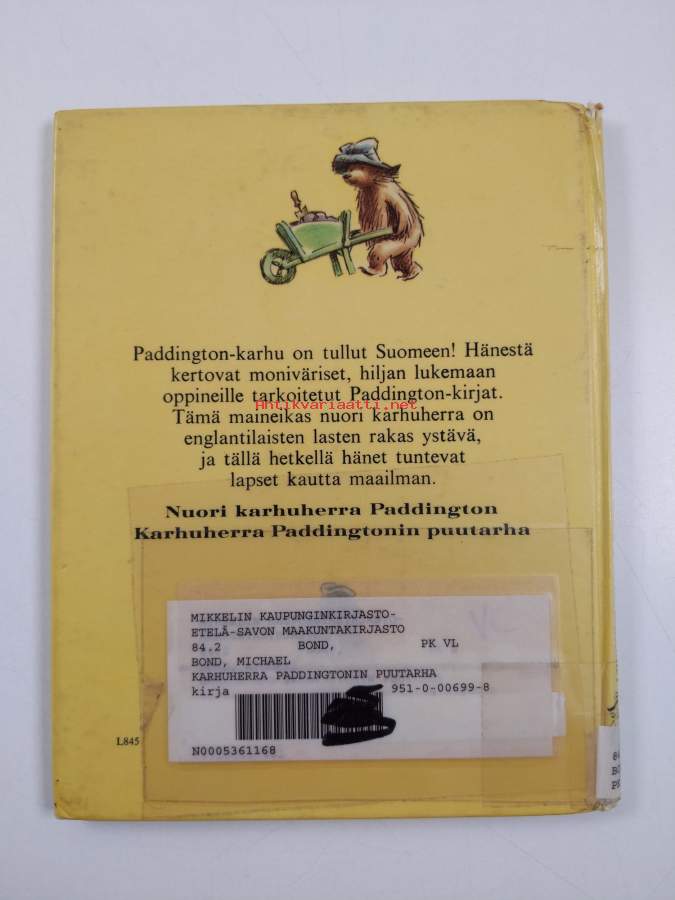 Paddington-karhu on tullut Suomeen! Hänestä
kertovat moniväriset, hiljan lukemaan
oppineille tarkoitetut Paddington-kirjat.
Antikvariaatti.net
Tämä maineikas nuori karhuherra on
englantilaisten lasten rakas ystävä,
ja tällä hetkellä hänet tuntevat
lapset kautta maailman.
Nuori karhuherra Paddington
Karhuherra Paddingtonin puutarha
MIKKELIN KAUPUNGINKIRJASTO-
ETELÄ-SAVON MAAKUNTAKIRJASTO
84.2 BOND, PK VL
BOND, MICHAEL
KARHUHERRA PADDINGTONIN PUUTARHA
kirja 951-0-00699-8
N0005361168
L845